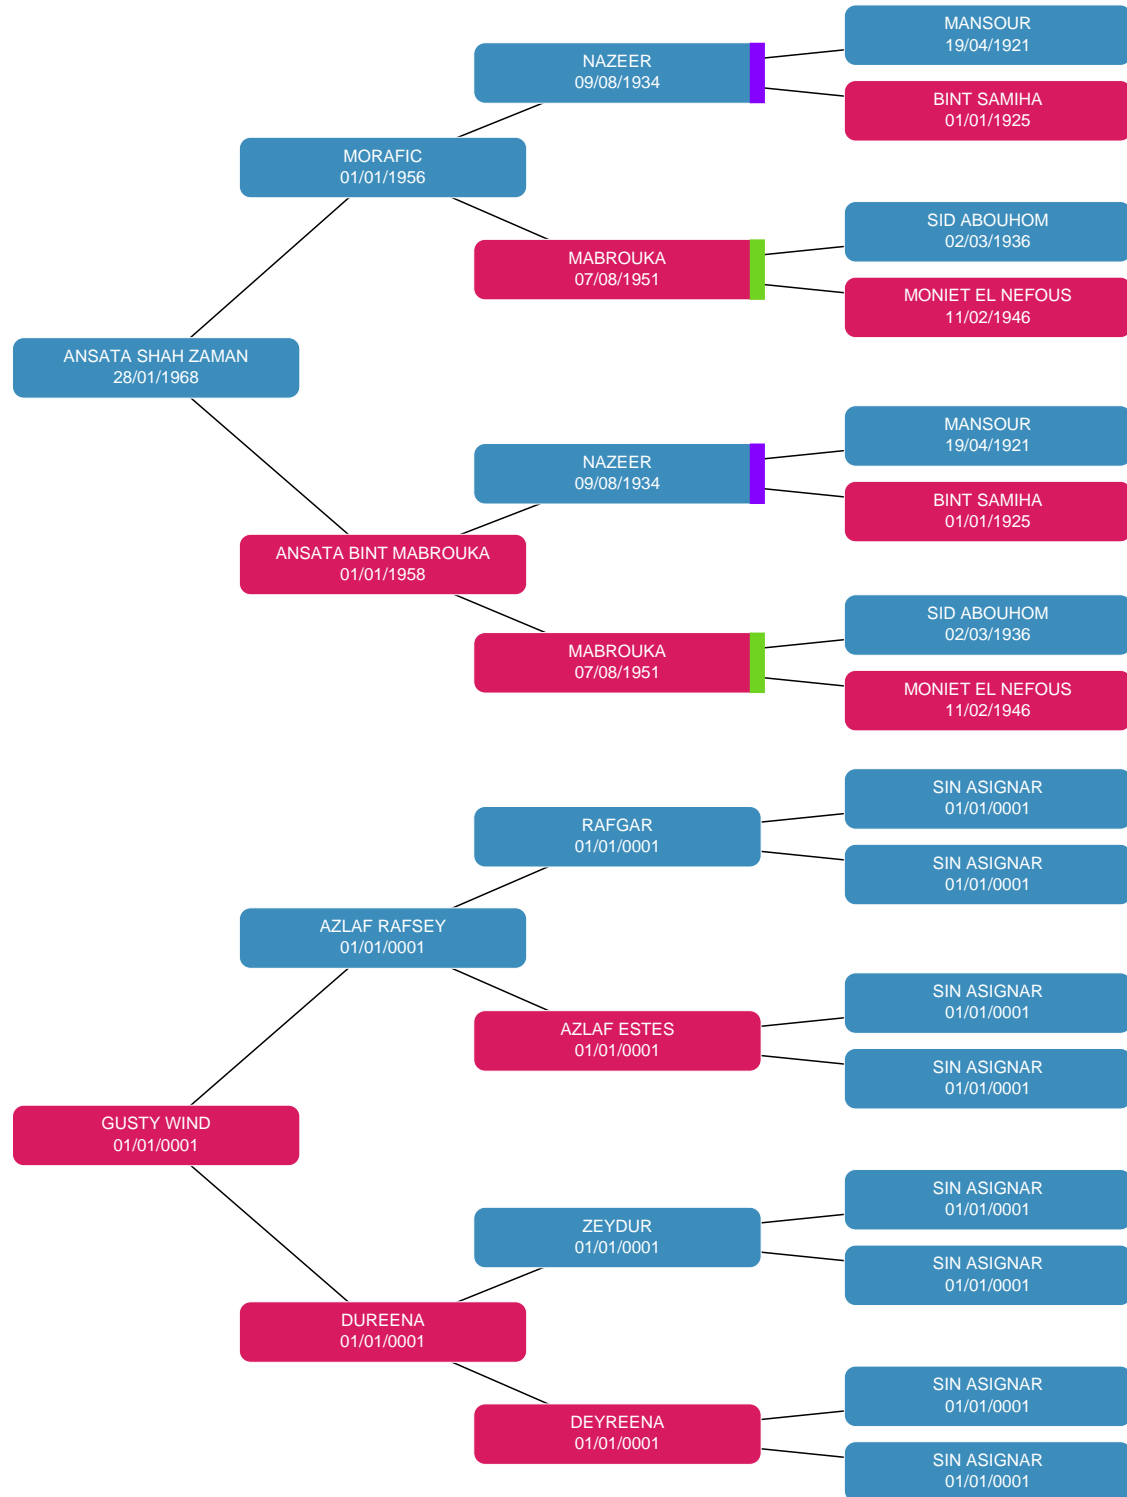 MANSOUR
19/04/1921
NAZEER
09/08/1934
BINT SAMIHA
01/01/1925
MORAFIC
01/01/1956
SID ABOUHOM
02/03/1936
MABROUKA
07/08/1951
MONIET EL NEFOUS
11/02/1946
ANSATA SHAH ZAMAN
28/01/1968
MANSOUR
19/04/1921
NAZEER
09/08/1934
BINT SAMIHA
01/01/1925
ANSATA BINT MABROUKA
01/01/1958
SID ABOUHOM
02/03/1936
MABROUKA
07/08/1951
MONIET EL NEFOUS
11/02/1946
SIN ASIGNAR
01/01/0001
RAFGAR
01/01/0001
SIN ASIGNAR
01/01/0001
AZLAF RAFSEY
01/01/0001
SIN ASIGNAR
01/01/0001
AZLAF ESTES
01/01/0001
SIN ASIGNAR
01/01/0001
GUSTY WIND
01/01/0001
SIN ASIGNAR
01/01/0001
ZEYDUR
01/01/0001
SIN ASIGNAR
01/01/0001
DUREENA
01/01/0001
SIN ASIGNAR
01/01/0001
DEYREENA
01/01/0001
SIN ASIGNAR
01/01/0001